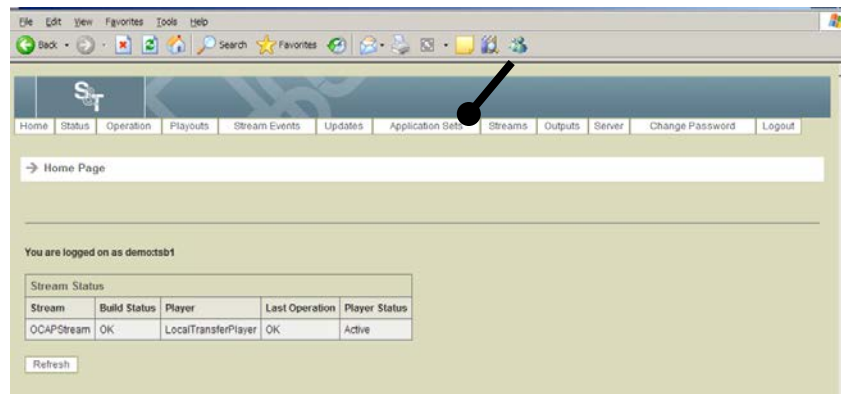 File Edit View Favorites Tools Help
Back Search Favorites
S&T
Home Status Operation Playouts Stream Events Updates Application Sets Streams Outputs Server Change Password Logout
Home Page
You are logged on as demo:tsb1
Stream Status
Stream Build Status Player Last Operation Player Status
OCAPStream OK LocalTransferPlayer OK Active
Refresh